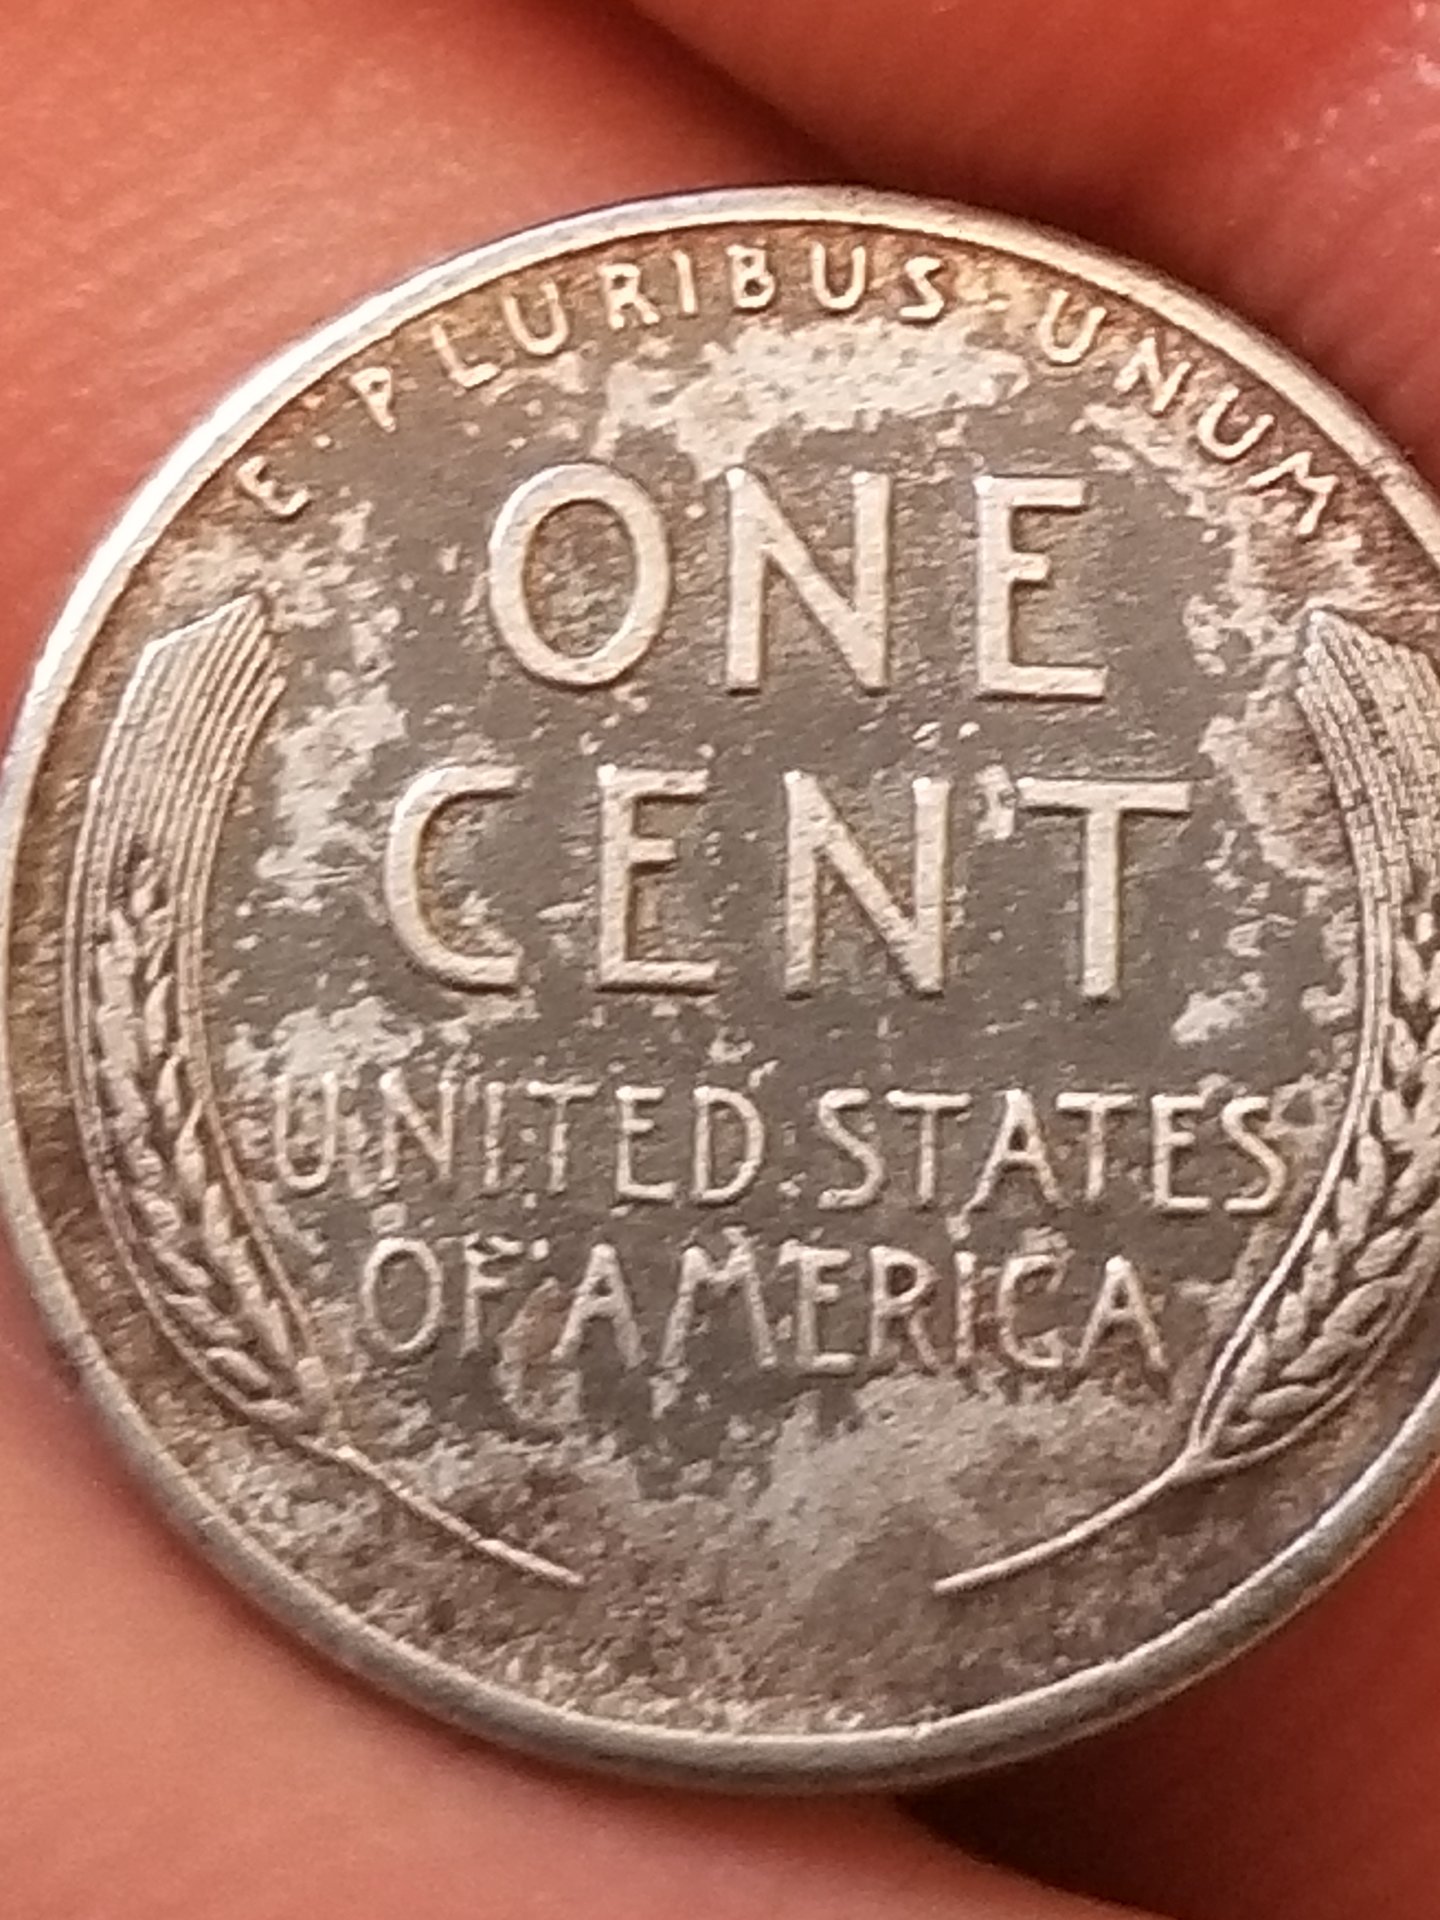 E · PLURIBUS · UNUM
ONE
CENT
UNITED·STATES
OF·AMERICA